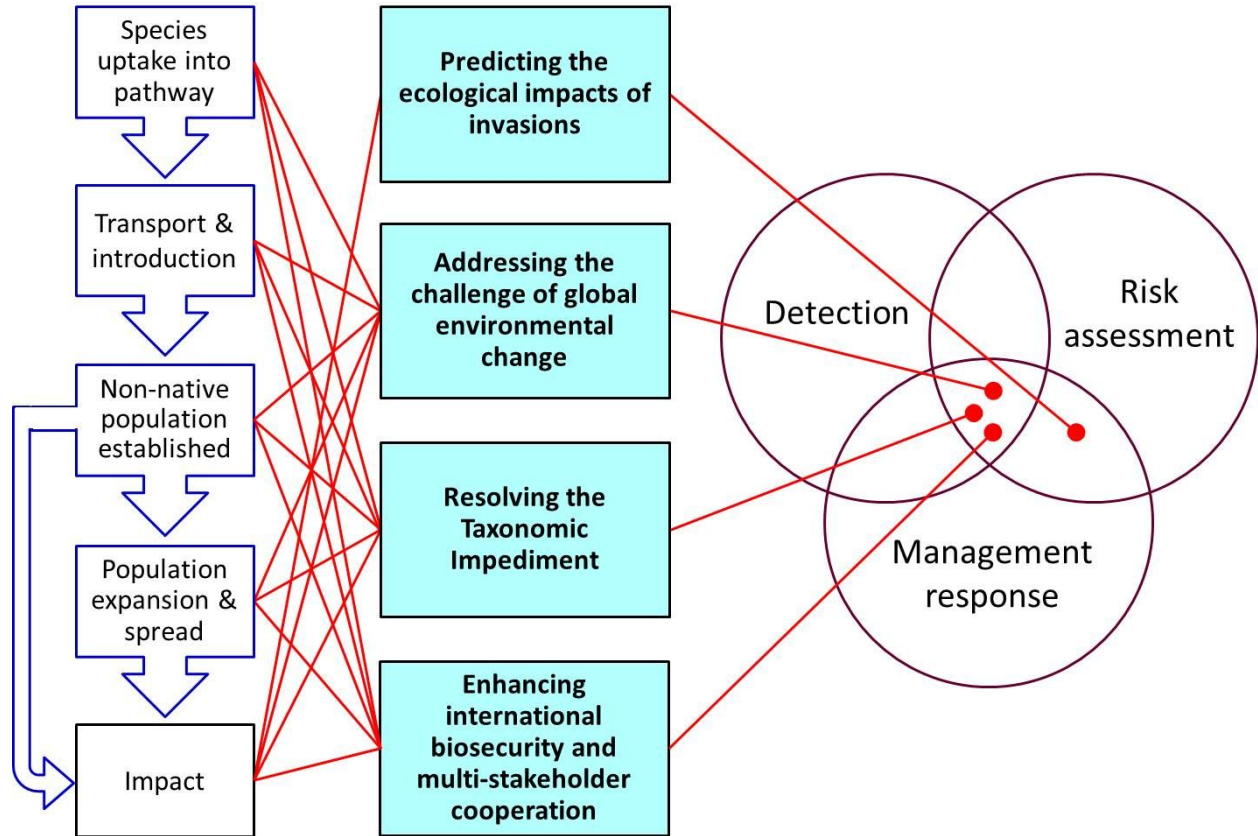 Species
uptake into
pathway
Transport &
introduction
Non-native
population
established
Population
expansion &
spread
Impact
Predicting the
ecological impacts of
invasions
Addressing the
challenge of global
environmental
change
Resolving the
Taxonomic
Impediment
Enhancing
international
biosecurity and
multi-stakeholder
cooperation
Detection
Risk
assessment
Management
response